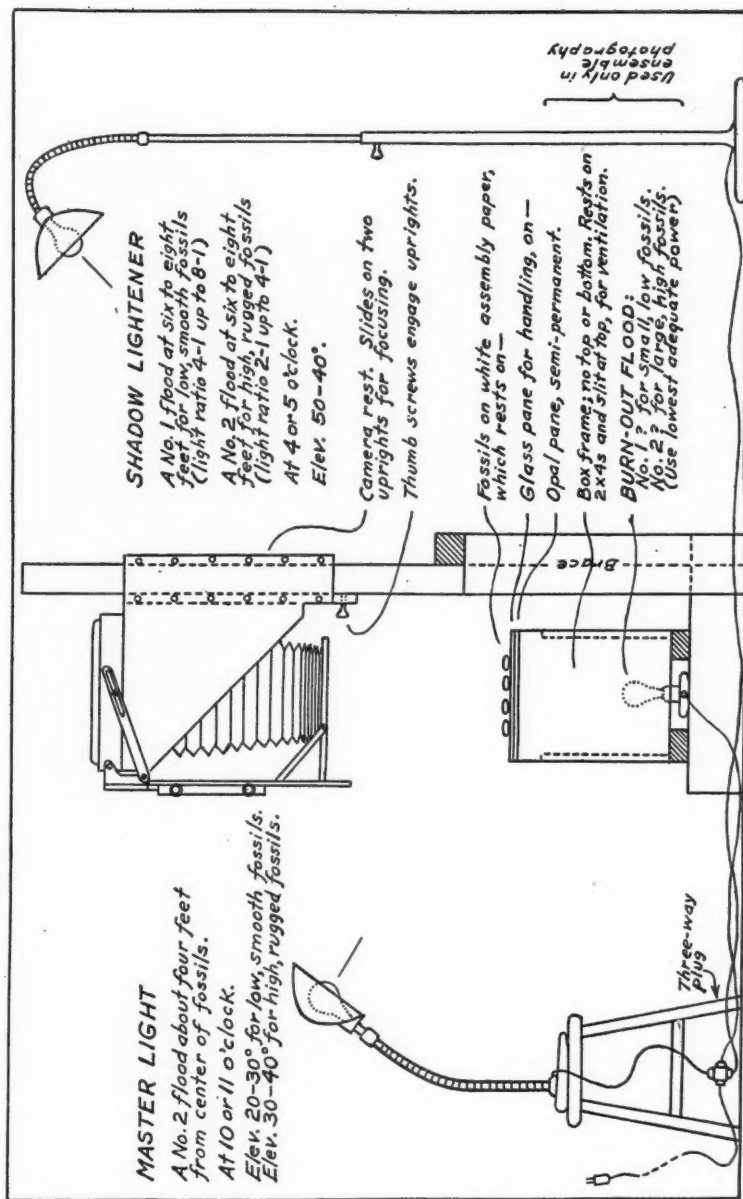 MASTER LIGHT
A No.2 flood about four feet
from center of fossils.
At 10 or 11 o'clock.
Elev. 20-30° for low, smooth fossils.
Elev. 30-40° for high, rugged fossils.
Three-way
plug
SHADOW LIGHTENER
A No.1 flood at six to eight
feet for low, smooth fossils
(light ratio 4-1 up to 8-1)
A No.2 flood at six to eight
feet for high, rugged fossils
(light ratio 2-1 up to 4-1)
At 4 or 5 o'clock.
Elev. 50-40°.
Camera rest. Slides on two
uprights for focusing.
Thumb screws engage uprights.
Fossils on white assembly paper,
which rests on—
Glass pane for handling, on—
Opal pane, semi-permanent.
Box frame; no top or bottom. Rests on
2x4s and slit at top, for ventilation.
BURN-OUT FLOOD:
No. 1? for small, low fossils.
No. 2? for large, high fossils.
(Use lowest adequate power)
Brace
Used only in
ensemble
photography